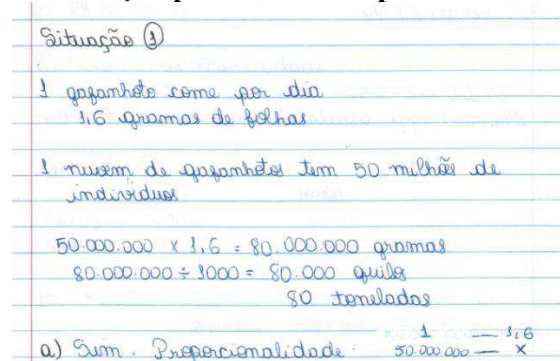 Situação ①
1 gafanhoto come por dia
1,6 gramas de folhas
1 nuvem de gafanhotos tem 50 milhões de
individuos
50.000.000 x 1,6 = 80.000.000 gramas
80.000.000 ÷ 1000 = 80.000 quilos
80 toneladas
1 — 1,6
a) Sim. Proporcionalidade. 50.000.000 — x